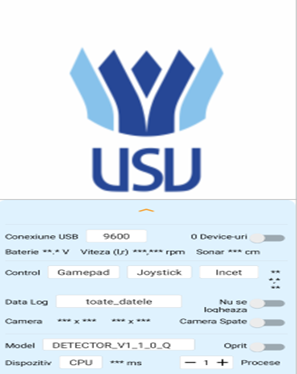 USV
Conexiune USB 9600 0 Device-uri
Baterie **.* V Viteza (l,r) ***,*** rpm Sonar *** cm
Control Gamepad Joystick Incet **
*.*
**
Data Log toate_datele Nu se
logheaza
Camera *** x *** *** x *** Camera Spate
Model DETECTOR_V1_1_0_Q Oprit
Dispozitiv CPU *** ms − 1 + Procese